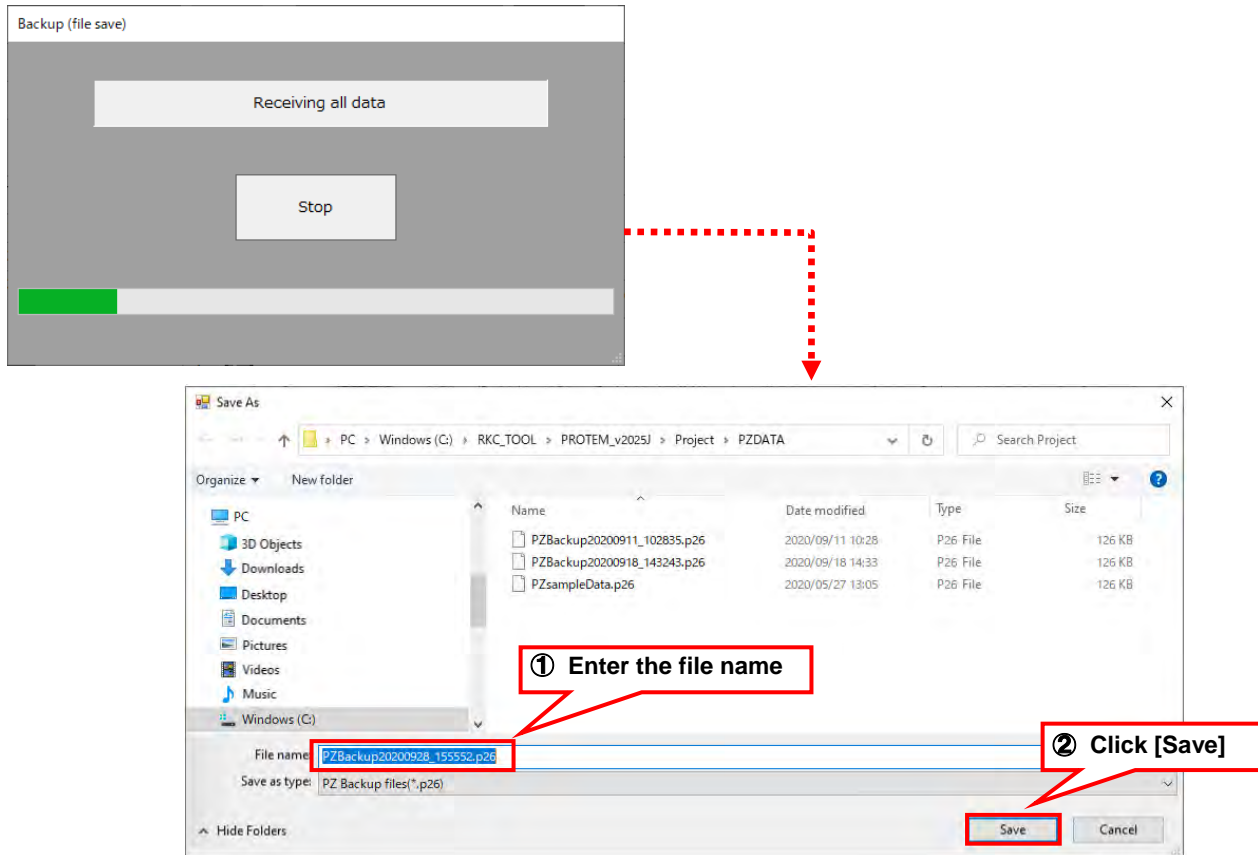 Backup (file save)
Receiving all data
Stop
Save As
PC > Windows (C:) > RKC_TOOL > PROTEM_v2025J > Project > PZDATA
Search Project
Organize
New folder
PC
3D Objects
Downloads
Desktop
Documents
Pictures
Videos
Music
Windows (C:)
Name Date modified Type Size
PZBackup20200911_102835.p26 2020/09/11 10:28 P26 File 126 KB
PZBackup20200918_143243.p26 2020/09/18 14:33 P26 File 126 KB
PZsampleData.p26 2020/05/27 13:05 P26 File 126 KB
① Enter the file name
File name: PZBackup20200928_155552.p26
② Click [Save]
Save as type: PZ Backup files(*.p26)
Hide Folders
Save
Cancel